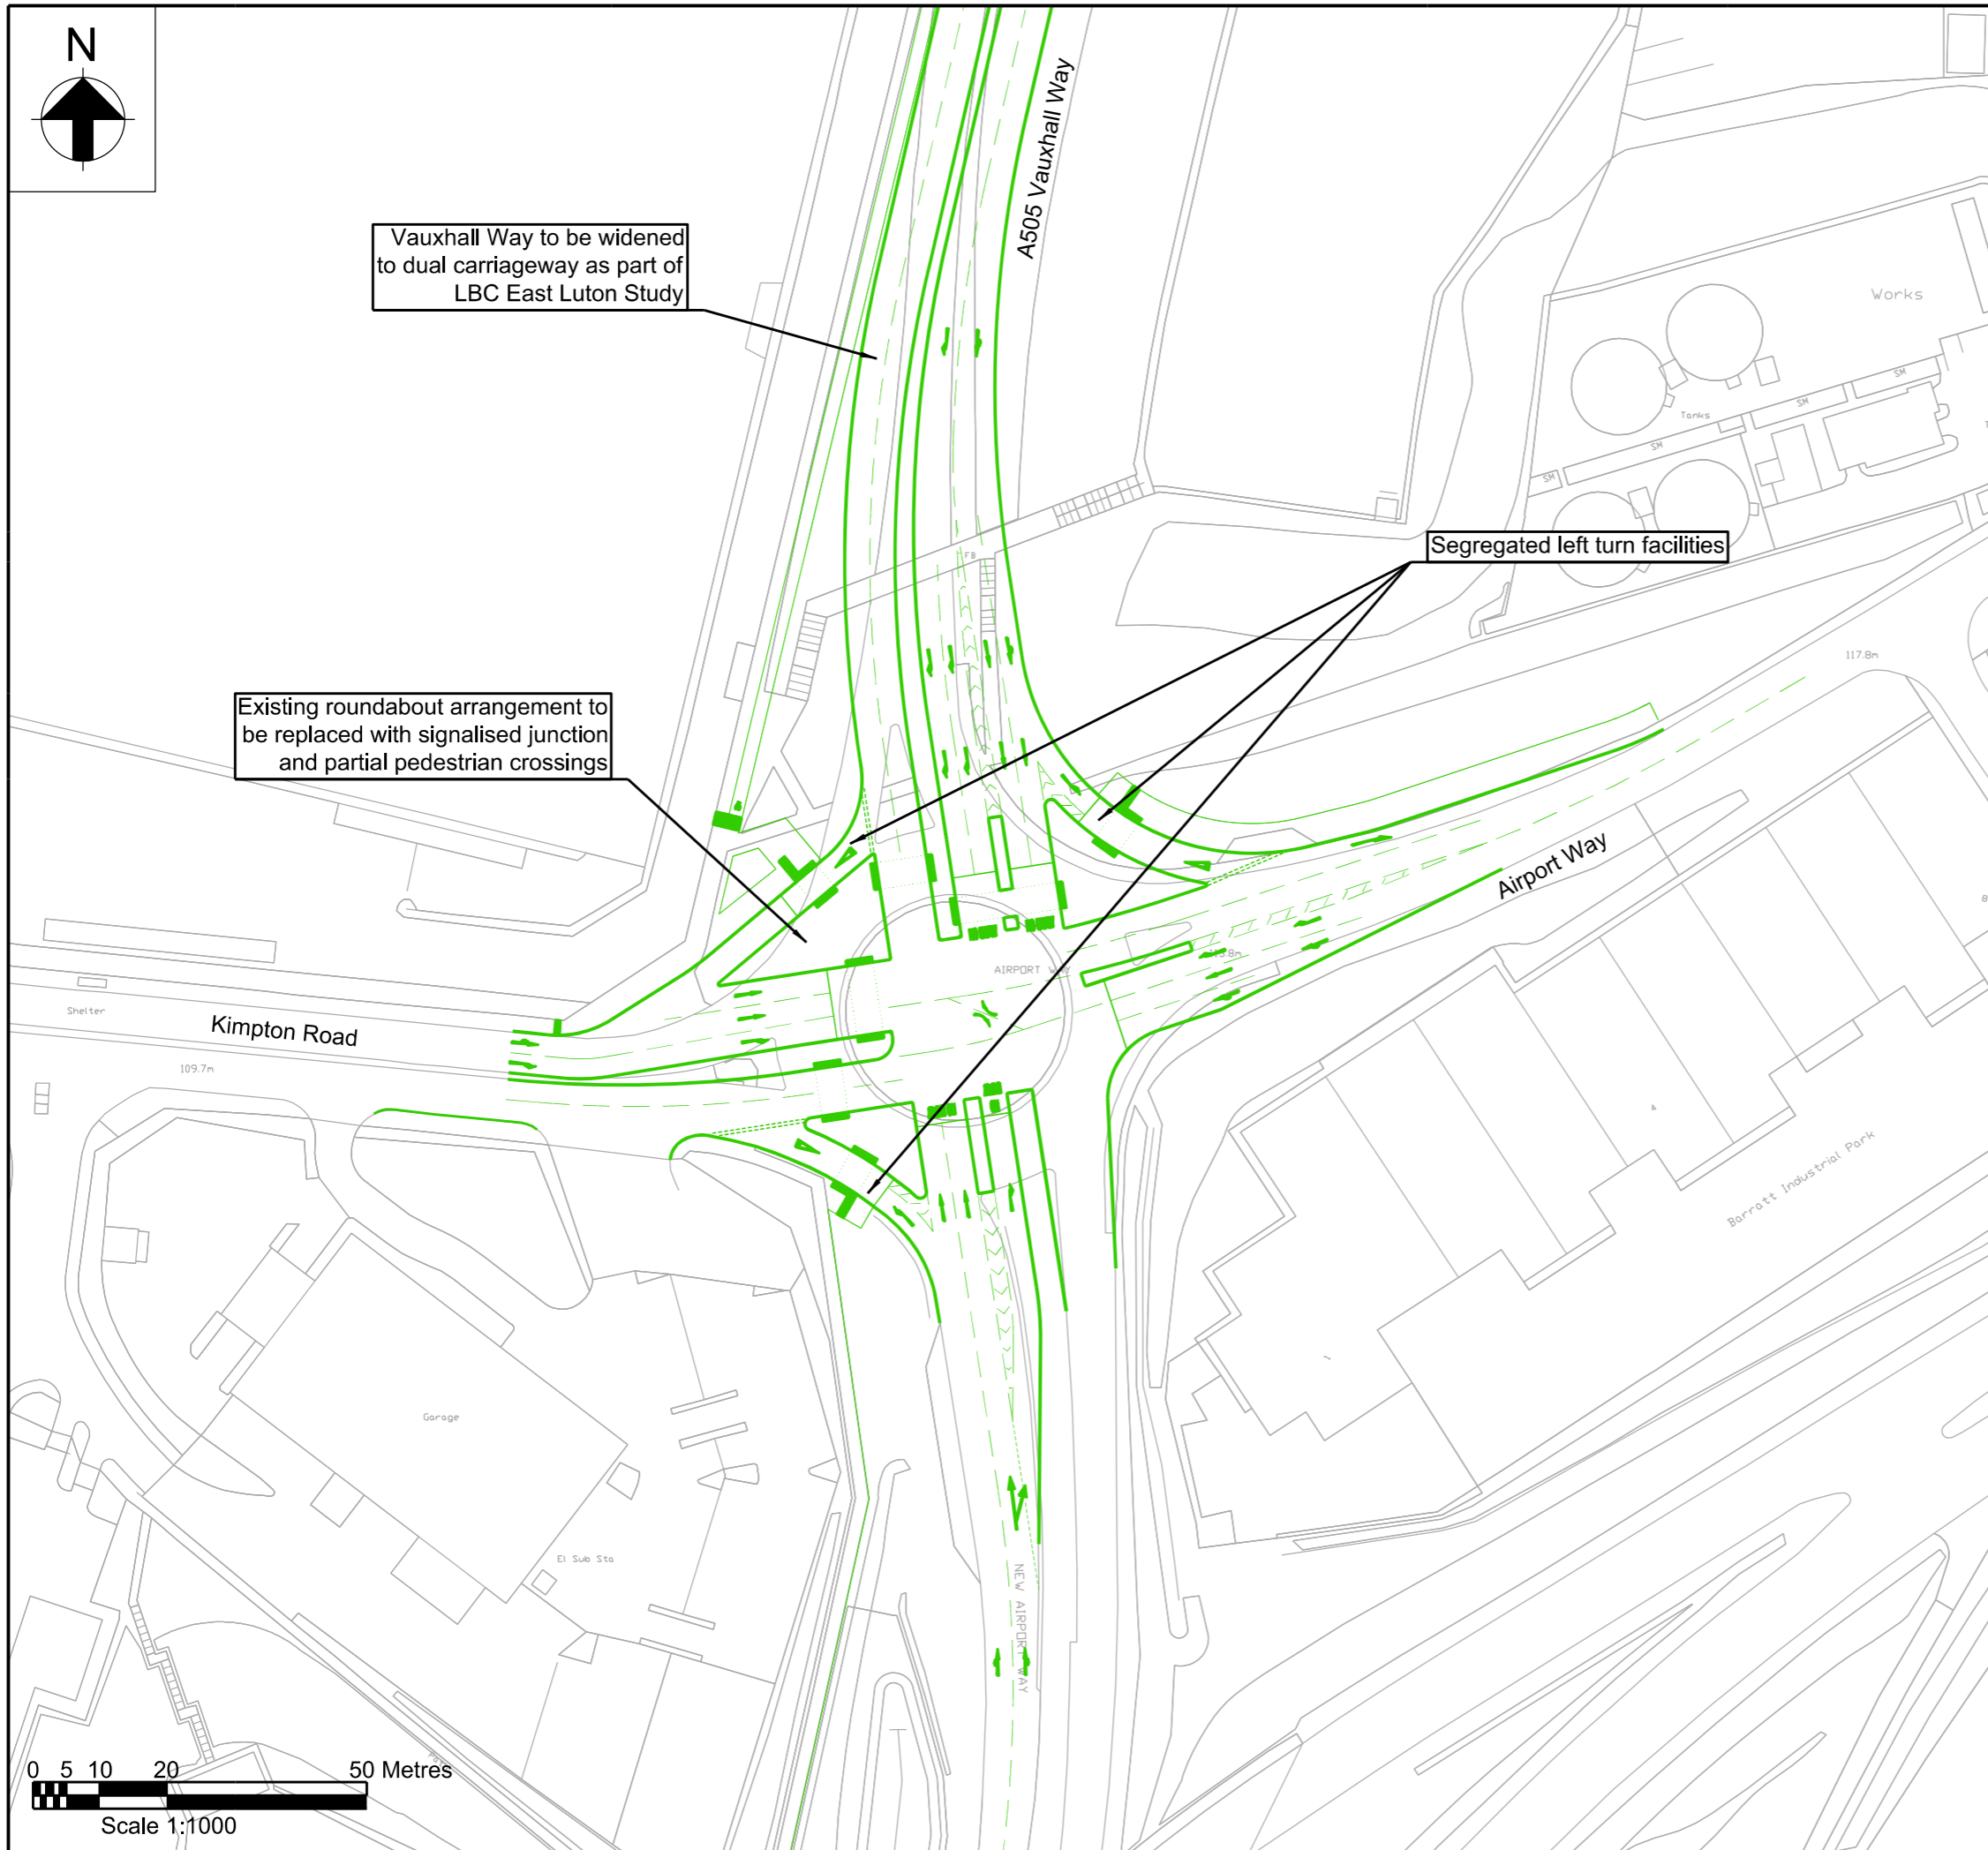 N
A505 Vauxhall Way
Vauxhall Way to be widened
to dual carriageway as part of
LBC East Luton Study
Works
SM
SM
Tanks
SM
SM
Segregated left turn facilities
FB
117.8m
Existing roundabout arrangement to
be replaced with signalised junction
and partial pedestrian crossings
Airport Way
AIRPORT WAY
Shelter
Kimpton Road
109.7m
4
Barratt Industrial Park
1
Garage
El Sub Sta
NEW AIRPORT WAY
0 5 10 20 50 Metres
Scale 1:1000